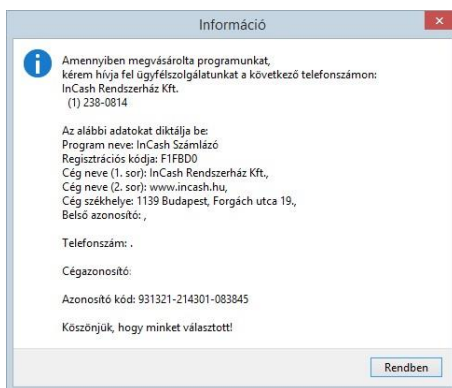 Információ
Amennyiben megvásárolta programunkat,
kérem hívja fel ügyfélszolgálatunkat a következő telefonszámon:
InCash Rendszerház Kft.
(1) 238-0814
Az alábbi adatokat diktálja be:
Program neve: InCash Számlázó
Regisztrációs kódja: F1FBD0
Cég neve (1. sor): InCash Rendszerház Kft.,
Cég neve (2. sor): www.incash.hu,
Cég székhelye: 1139 Budapest, Forgách utca 19.,
Belső azonosító: ,
Telefonszám: .
Cégazonosító:
Azonosító kód: 931321-214301-083845
Köszönjük, hogy minket választott!
Rendben